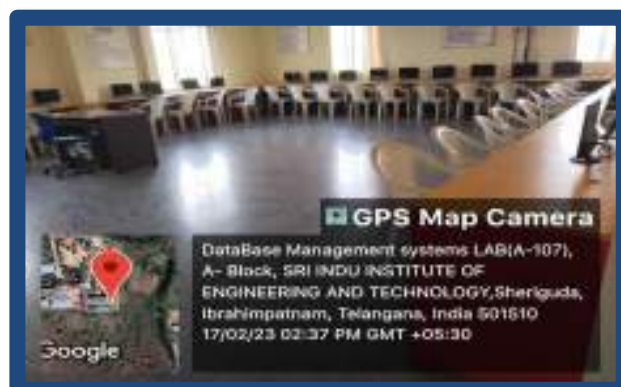 GPS Map Camera
DataBase Management systems LAB(A-107),
A- Block, SRI INDU INSTITUTE OF
ENGINEERING AND TECHNOLOGY,Sheriguda,
Ibrahimpatnam, Telangana, India 501510
17/02/23 02:37 PM GMT +05:30
Google